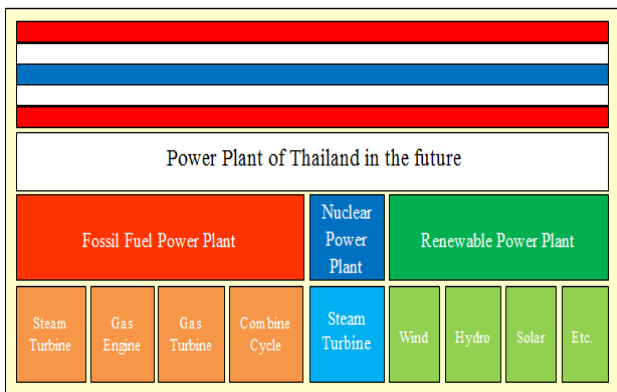 Power Plant of Thailand in the future
Fossil Fuel Power Plant
Nuclear
Power
Plant
Renewable Power Plant
Steam
Turbine
Gas
Engine
Gas
Turbine
Combine
Cycle
Steam
Turbine
Wind
Hydro
Solar
Etc.